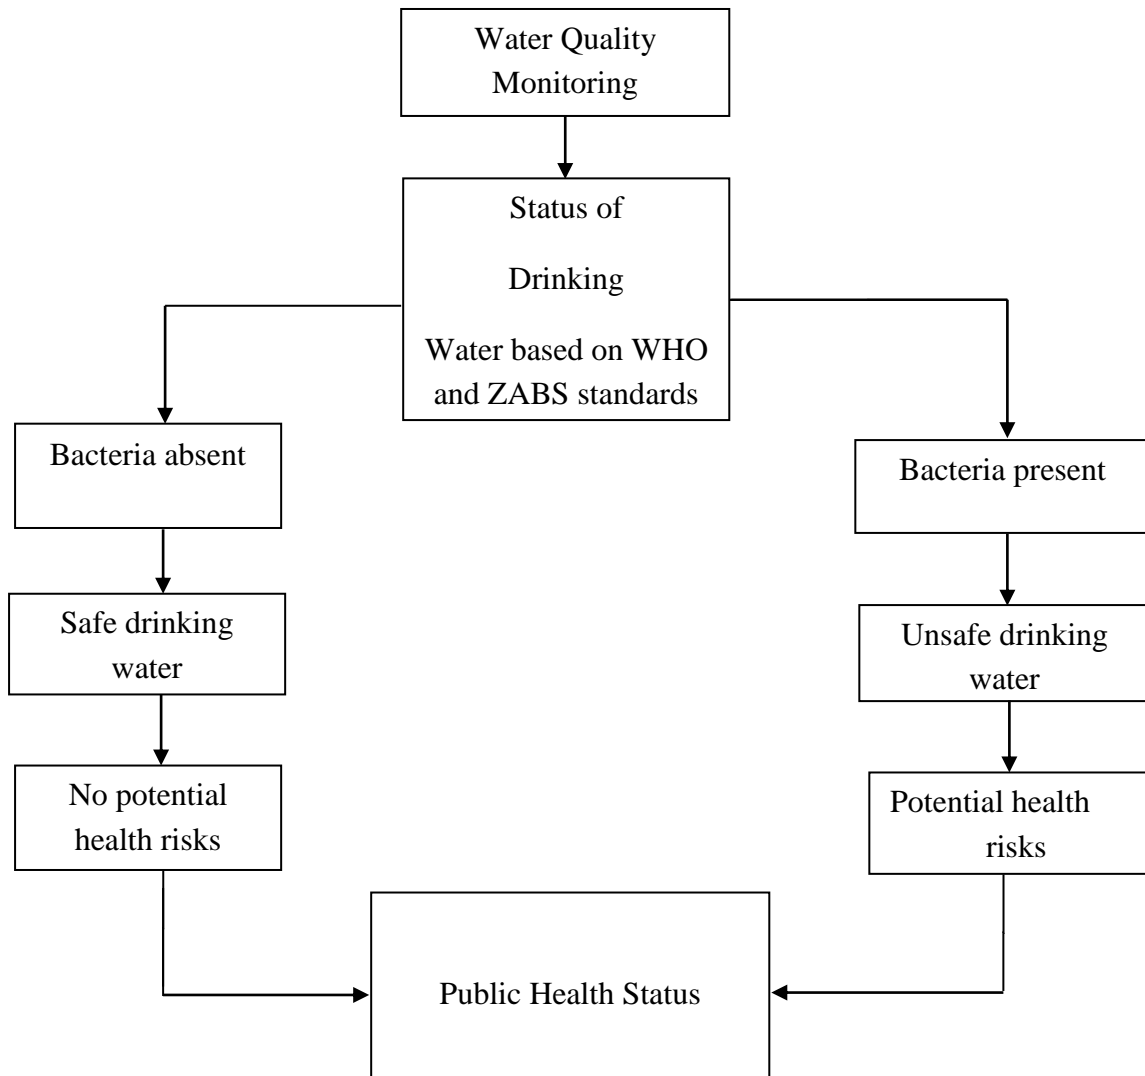 Water Quality
Monitoring
Status of
Drinking
Water based on WHO
and ZABS standards
Bacteria absent
Bacteria present
Safe drinking
water
Unsafe drinking
water
No potential
health risks
Potential health
risks
Public Health Status